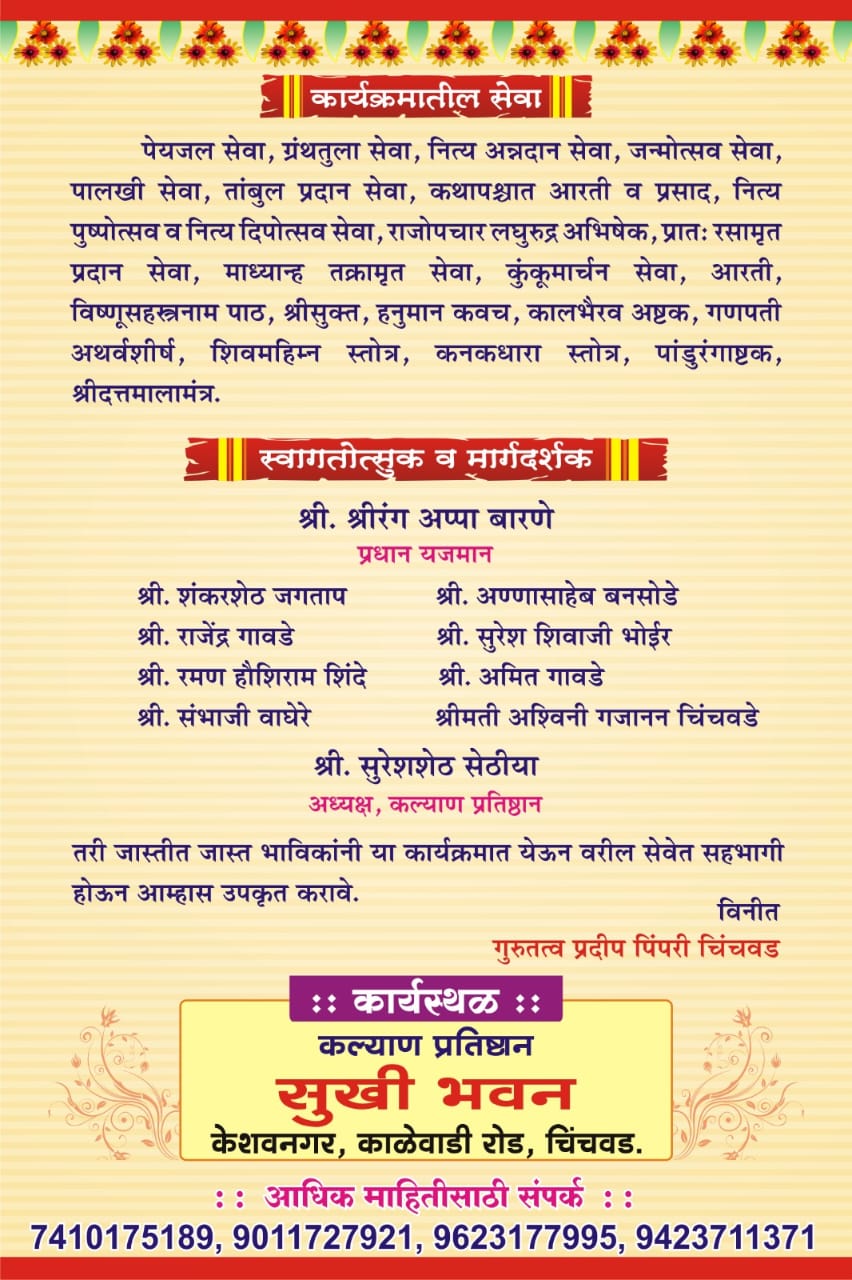 कार्यक्रमातील सेवा
पेयजल सेवा, ग्रंथतुला सेवा, नित्य अन्नदान सेवा, जन्मोत्सव सेवा,
पालखी सेवा, तांबुल प्रदान सेवा, कथापश्चात आरती व प्रसाद, नित्य
पुष्पोत्सव व नित्य दिपोत्सव सेवा, राजोपचार लघुरुद्र अभिषेक, प्रातः रसामृत
प्रदान सेवा, माध्यान्ह तक्रामृत सेवा, कुंकूमार्चन सेवा, आरती,
विष्णूसहस्त्रनाम पाठ, श्रीसुक्त, हनुमान कवच, कालभैरव अष्टक, गणपती
अथर्वशीर्ष, शिवमहिम्न स्तोत्र, कनकधारा स्तोत्र, पांडुरंगाष्टक,
श्रीदत्तमालामंत्र.
स्वागतोत्सुक व मार्गदर्शक
श्री. श्रीरंग अप्पा बारणे
प्रधान यजमान
श्री. शंकरशेठ जगताप श्री. अण्णासाहेब बनसोडे
श्री. राजेंद्र गावडे श्री. सुरेश शिवाजी भोईर
श्री. रमण हौशिराम शिंदे श्री. अमित गावडे
श्री. संभाजी वाघेरे श्रीमती अश्विनी गजानन चिंचवडे
श्री. सुरेशशेठ सेठीया
अध्यक्ष, कल्याण प्रतिष्ठान
तरी जास्तीत जास्त भाविकांनी या कार्यक्रमात येऊन वरील सेवेत सहभागी
होऊन आम्हास उपकृत करावे.
विनीत
गुरुतत्व प्रदीप पिंपरी चिंचवड
:: कार्यस्थळ ::
कल्याण प्रतिष्ठान
सुखी भवन
केशवनगर, काळेवाडी रोड, चिंचवड.
:: आधिक माहितीसाठी संपर्क ::
7410175189, 9011727921, 9623177995, 9423711371